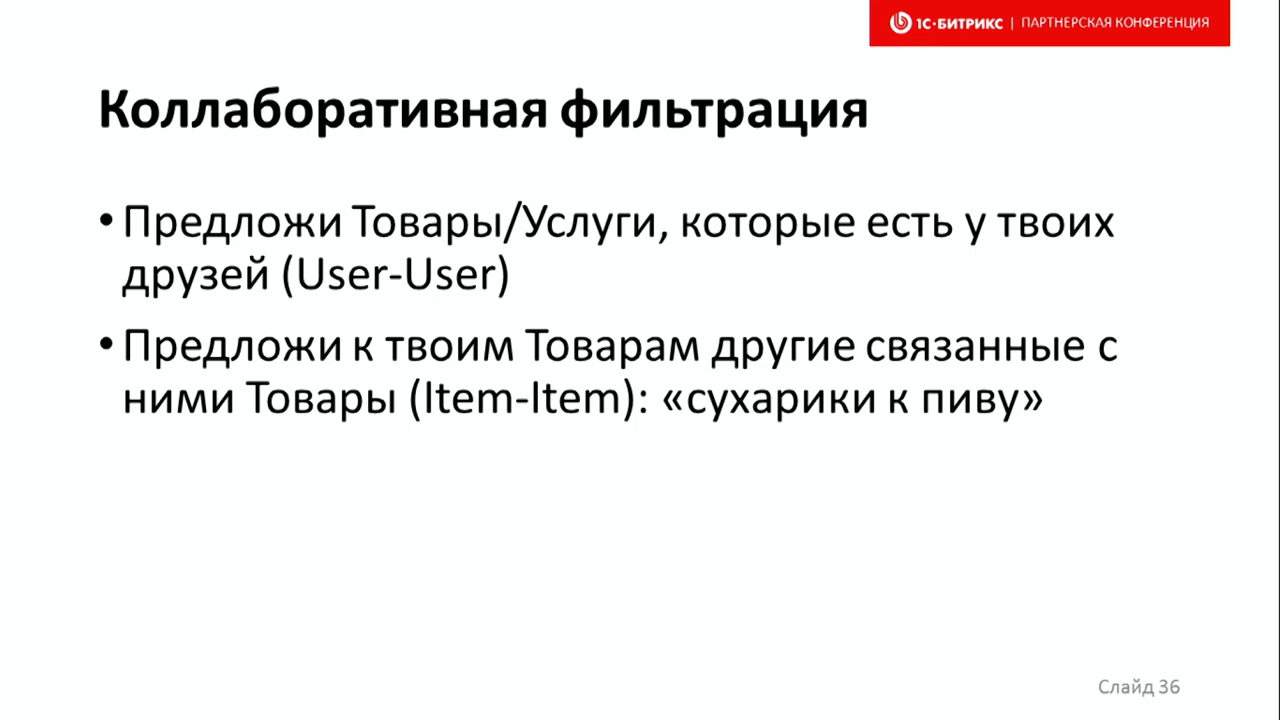 1С·БИТРИКС | ПАРТНЕРСКАЯ КОНФЕРЕНЦИЯ
Коллаборативная фильтрация
• Предложи Товары/Услуги, которые есть у твоих
друзей (User-User)
• Предложи к твоим Товарам другие связанные с
ними Товары (Item-Item): «сухарики к пиву»
Слайд 36